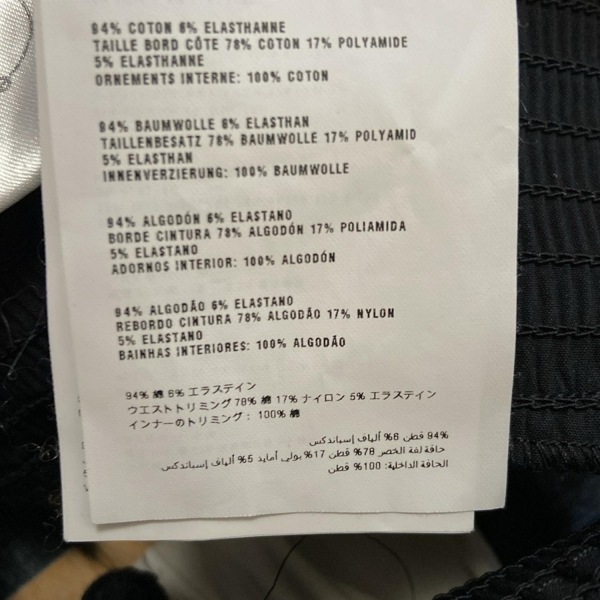 94% COTON 6% ELASTHANNE
TAILLE BORD CÔTE 78% COTON 17% POLYAMIDE
5% ELASTHANNE
ORNEMENTS INTERNE: 100% COTON
94% BAUMWOLLE 6% ELASTHAN
TAILLENBESATZ 78% BAUMWOLLE 17% POLYAMID
5% ELASTHAN
INNENVERZIERUNG: 100% BAUMWOLLE
94% ALGODÓN 6% ELASTANO
BORDE CINTURA 78% ALGODÓN 17% POLIAMIDA
5% ELASTANO
ADORNOS INTERIOR: 100% ALGODÓN
94% ALGODÃO 6% ELASTANO
REBORDO CINTURA 78% ALGODÃO 17% NYLON
5% ELASTANO
BAINHAS INTERIORES: 100% ALGODÃO
94% 綿 6% エラステイン
ウエストトリミング 78% 綿 17% ナイロン 5% エラステイン
インナーのトリミング： 100% 綿
94% قطن 6% ألياف إسباندكس
حافة لفة الخصر 78% قطن 17% بولي أمايد 5% ألياف إسباندكس
الحافة الداخلية: 100% قطن